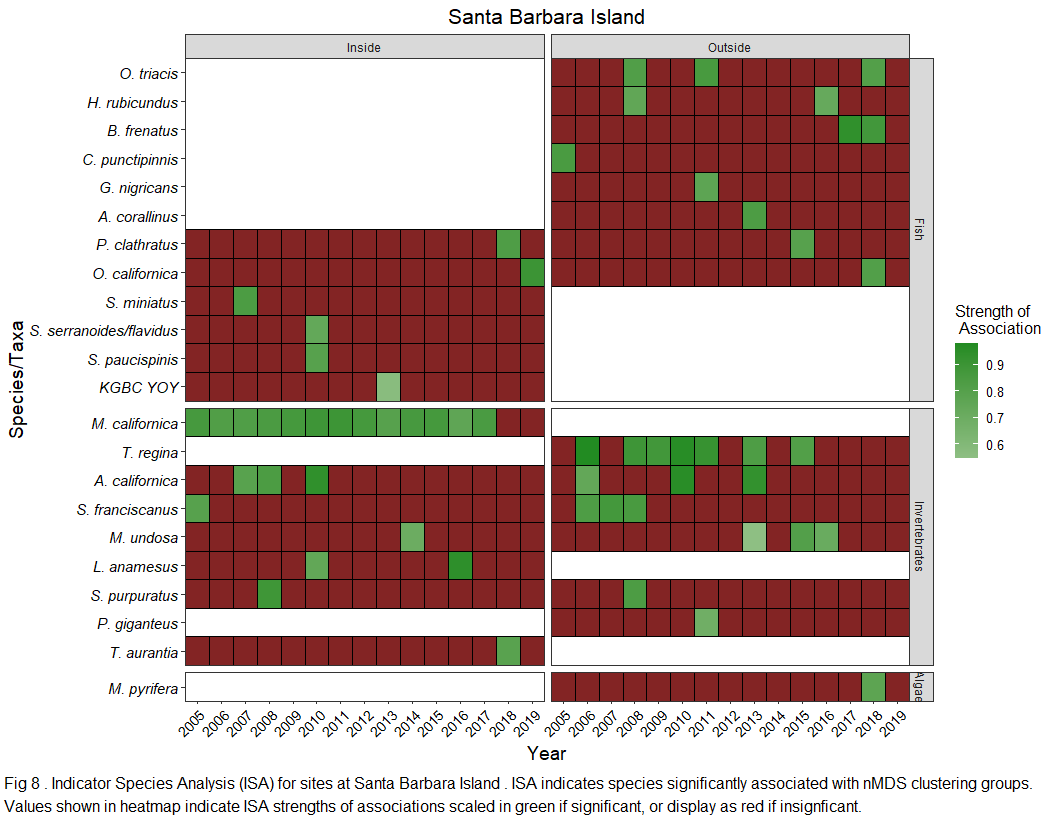 Santa Barbara Island
Inside
Outside
Species/Taxa
O. triacis
H. rubicundus
B. frenatus
C. punctipinnis
G. nigricans
A. corallinus
P. clathratus
O. californica
S. miniatus
S. serranoides/flavidus
S. paucispinis
KGBC YOY
Fish
M. californica
T. regina
A. californica
S. franciscanus
M. undosa
L. anamesus
S. purpuratus
P. giganteus
T. aurantia
Invertebrates
M. pyrifera
Algae
2005 2006 2007 2008 2009 2010 2011 2012 2013 2014 2015 2016 2017 2018 2019
2005 2006 2007 2008 2009 2010 2011 2012 2013 2014 2015 2016 2017 2018 2019
Year
Strength of
Association
0.9
0.8
0.7
0.6
Fig 8 . Indicator Species Analysis (ISA) for sites at Santa Barbara Island . ISA indicates species significantly associated with nMDS clustering groups.
Values shown in heatmap indicate ISA strengths of associations scaled in green if significant, or display as red if insignficant.